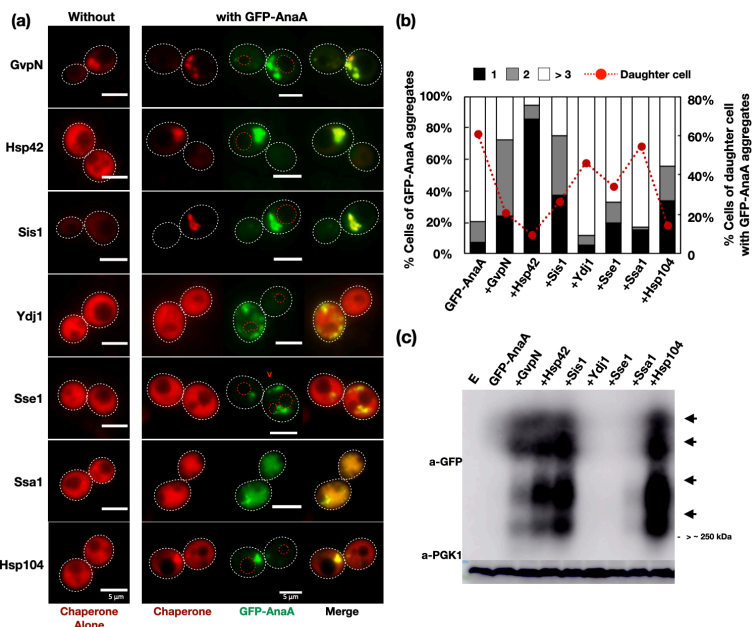 (a)
Without
with GFP-AnaA
GvpN
Hsp42
Sis1
Ydj1
Sse1
v
Ssa1
Hsp104
5 µm
5 µm
Chaperone
Alone
Chaperone
GFP-AnaA
Merge
(b)
1
2
> 3
Daughter cell
% Cells of GFP-AnaA aggregates
100%
80%
60%
40%
20%
0%
80%
60%
40%
20%
0
% Cells of daughter cell
with GFP-AnaA aggregates
GFP-AnaA
+GvpN
+Hsp42
+Sis1
+Ydj1
+Sse1
+Ssa1
+Hsp104
(c)
E
GFP-AnaA
+GvpN
+Hsp42
+Sis1
+Ydj1
+Sse1
+Ssa1
+Hsp104
a-GFP
- > ~ 250 kDa
a-PGK1